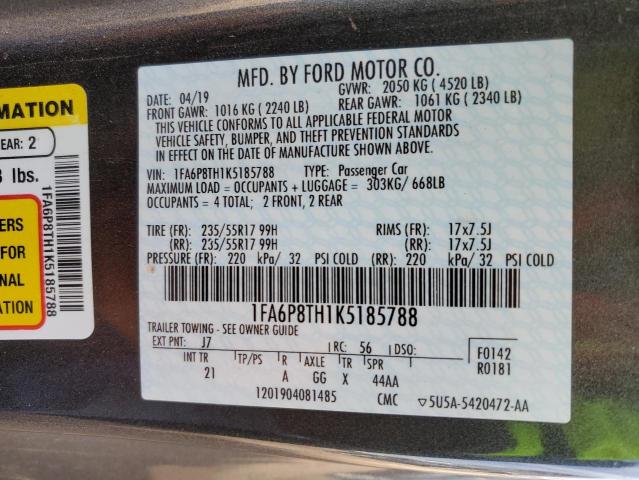 MATION
EAR: 2
lbs.
1FA6P8TH1K5185788
ERS
FOR
NAL
N
MFD. BY FORD MOTOR CO.
DATE: 04/19 GVWR: 2050 KG ( 4520 LB)
FRONT GAWR: 1016 KG ( 2240 LB) REAR GAWR: 1061 KG ( 2340 LB)
THIS VEHICLE CONFORMS TO ALL APPLICABLE FEDERAL MOTOR
VEHICLE SAFETY, BUMPER, AND THEFT PREVENTION STANDARDS
IN EFFECT ON THE DATE OF MANUFACTURE SHOWN ABOVE.
VIN: 1FA6P8TH1K5185788 TYPE: Passenger Car
MAXIMUM LOAD = OCCUPANTS + LUGGAGE = 303KG/ 668LB
OCCUPANTS = 4 TOTAL; 2 FRONT, 2 REAR
TIRE (FR): 235/55R17 99H RIMS (FR): 17x7.5J
(RR): 235/55R17 99H (RR): 17x7.5J
PRESSURE (FR): 220 kPa/ 32 PSI COLD (RR): 220 kPa/ 32 PSI COLD
1FA6P8TH1K5185788
TRAILER TOWING - SEE OWNER GUIDE
EXT PNT: J7 RC: 56 DSO: F0142
INT TR TP/PS R AXLE TR SPR R0181
21 A GG X 44AA
1201904081485 CMC ▽5U5A-5420472-AA